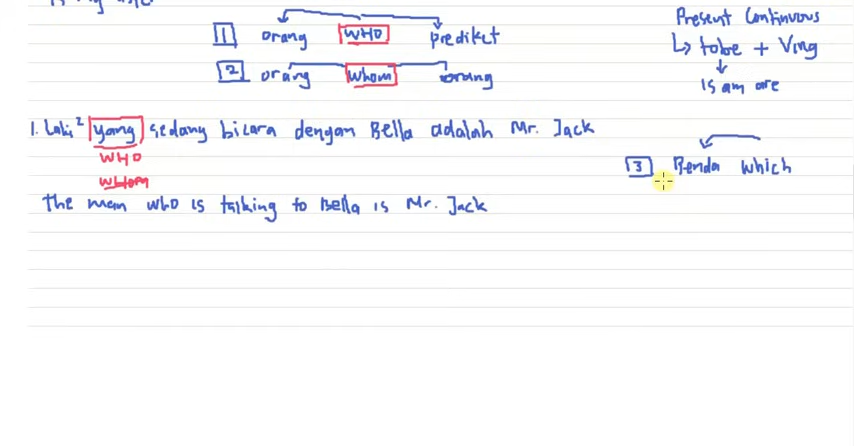 1 orang WHO predikat
2 orang whom orang
Present Continuous
↳ tobe + Ving
is am are
1. Laki² yang sedang bicara dengan Bella adalah Mr. Jack
WHO
whom
The man who is talking to Bella is Mr. Jack
3 Benda which